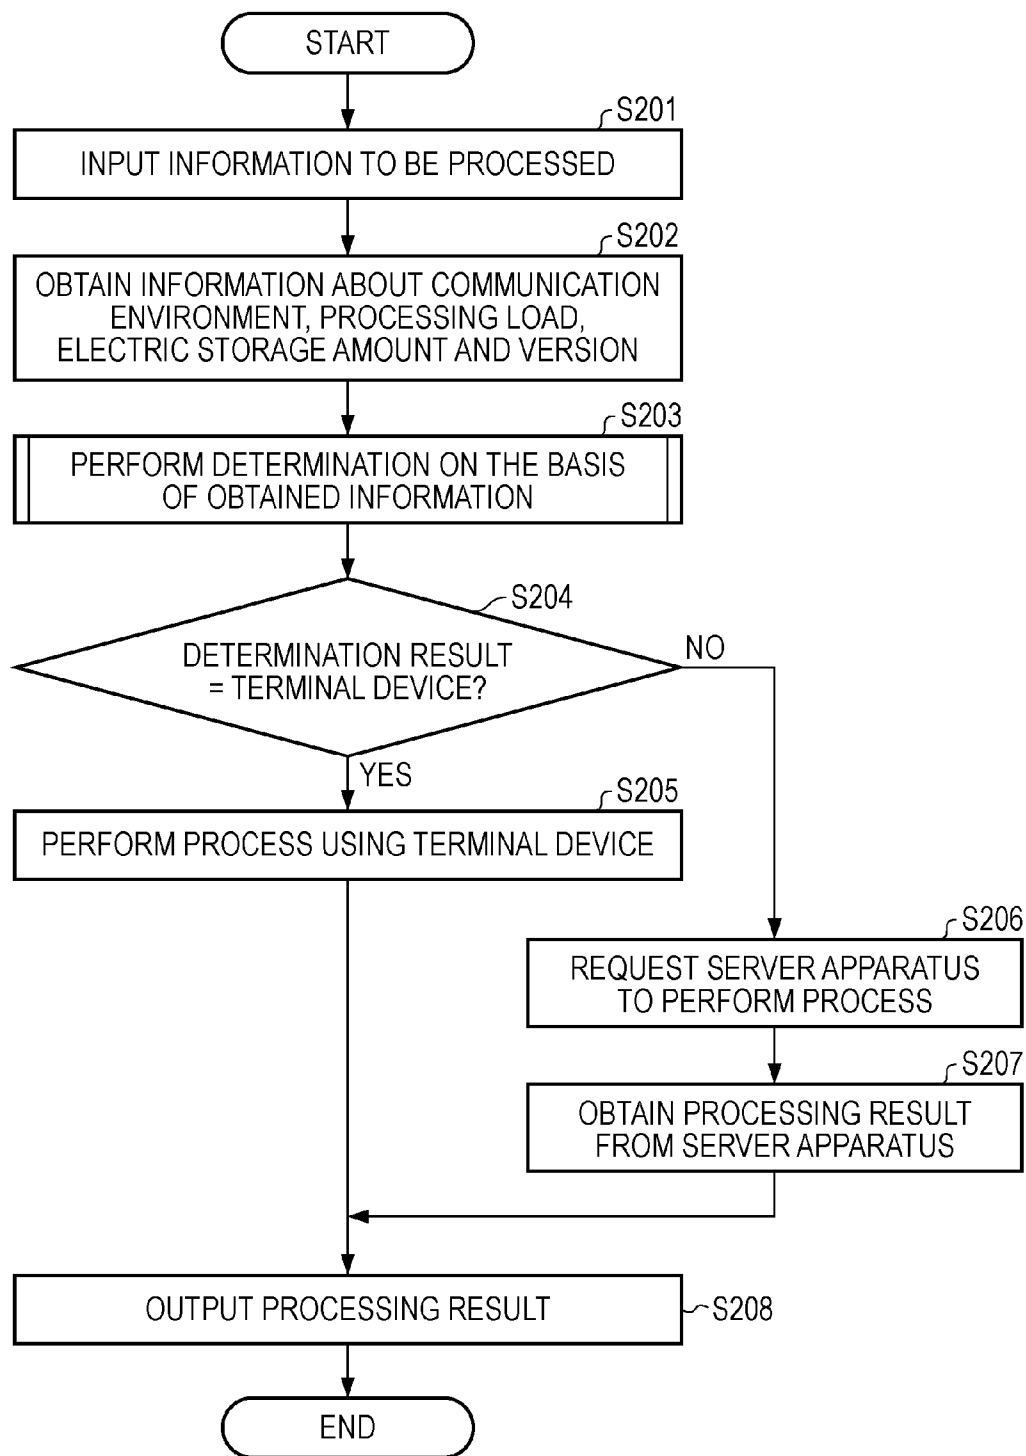 START
S201
INPUT INFORMATION TO BE PROCESSED
S202
OBTAIN INFORMATION ABOUT COMMUNICATION
ENVIRONMENT, PROCESSING LOAD,
ELECTRIC STORAGE AMOUNT AND VERSION
S203
PERFORM DETERMINATION ON THE BASIS
OF OBTAINED INFORMATION
S204
DETERMINATION RESULT
= TERMINAL DEVICE?
NO
YES
S205
PERFORM PROCESS USING TERMINAL DEVICE
S206
REQUEST SERVER APPARATUS
TO PERFORM PROCESS
S207
OBTAIN PROCESSING RESULT
FROM SERVER APPARATUS
OUTPUT PROCESSING RESULT
S208
END